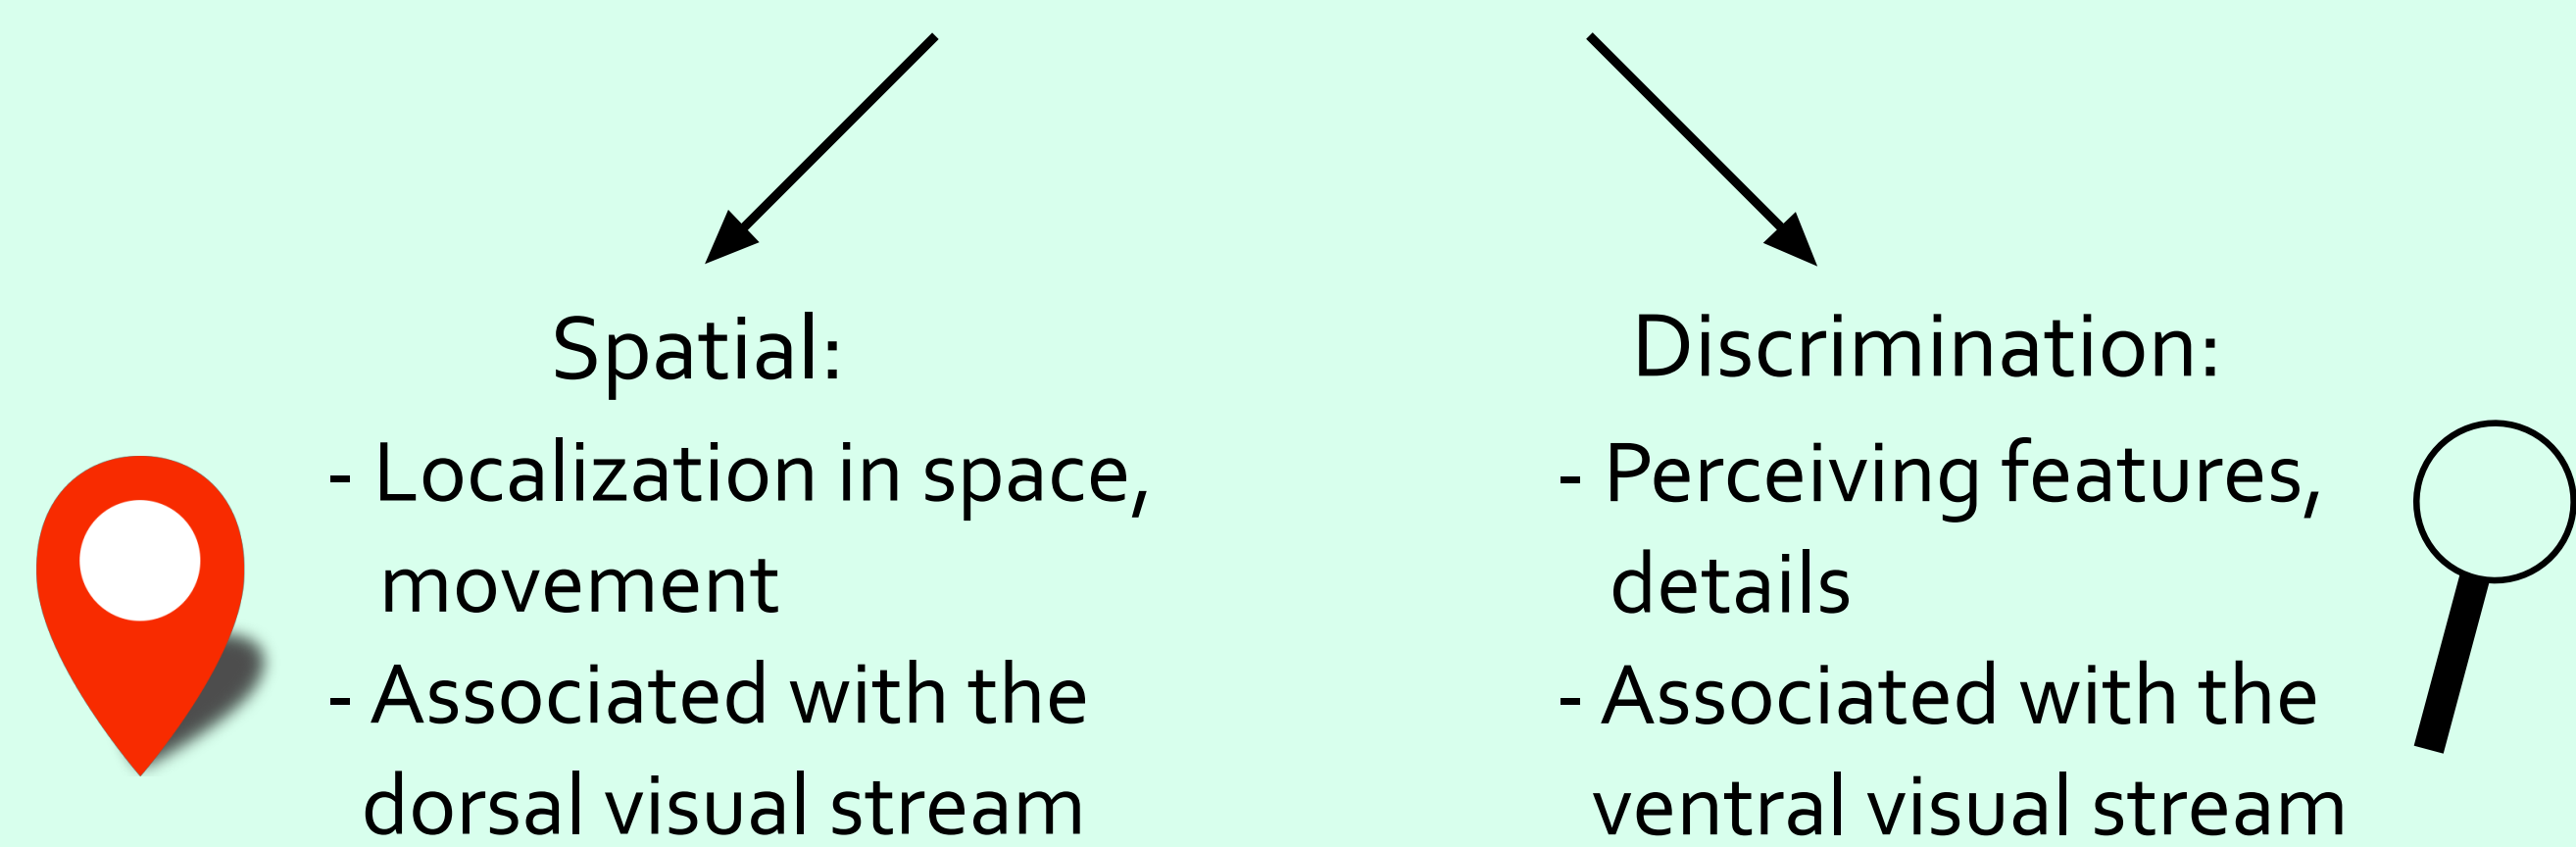 Spatial:
- Localization in space,
movement
- Associated with the
dorsal visual stream
Discrimination:
- Perceiving features,
details
- Associated with the
ventral visual stream